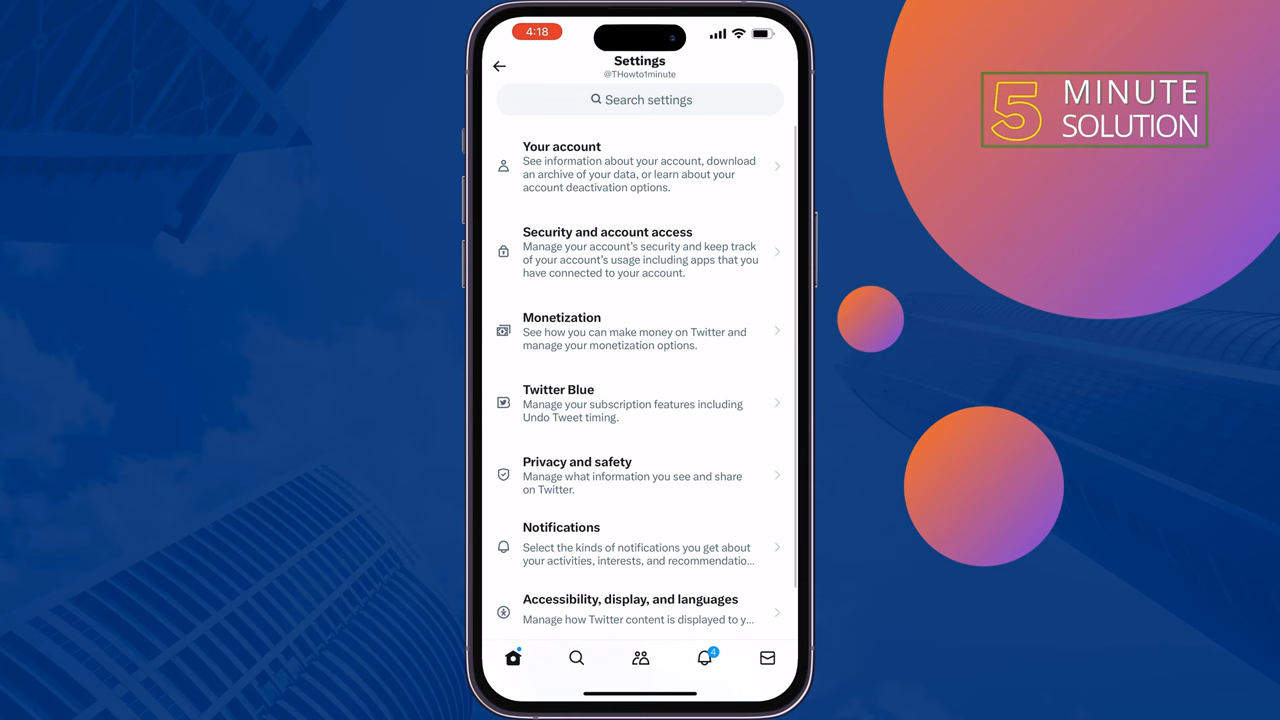 4:18
Settings
@THowto1minute
Search settings
Your account
See information about your account, download
an archive of your data, or learn about your
account deactivation options.
Security and account access
Manage your account's security and keep track
of your account's usage including apps that you
have connected to your account.
Monetization
See how you can make money on Twitter and
manage your monetization options.
Twitter Blue
Manage your subscription features including
Undo Tweet timing.
Privacy and safety
Manage what information you see and share
on Twitter.
Notifications
Select the kinds of notifications you get about
your activities, interests, and recommendatio...
Accessibility, display, and languages
Manage how Twitter content is displayed to y...
4
5 MINUTE
SOLUTION